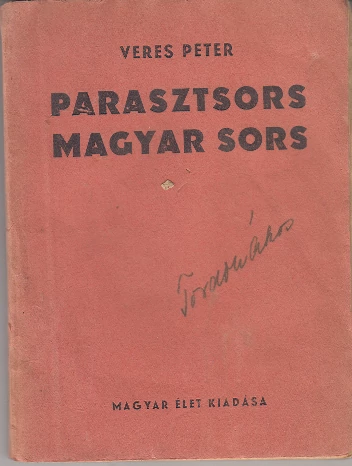 VERES PETER
PARASZTSORS
MAGYAR SORS
MAGYAR ÉLET KIADÁSA